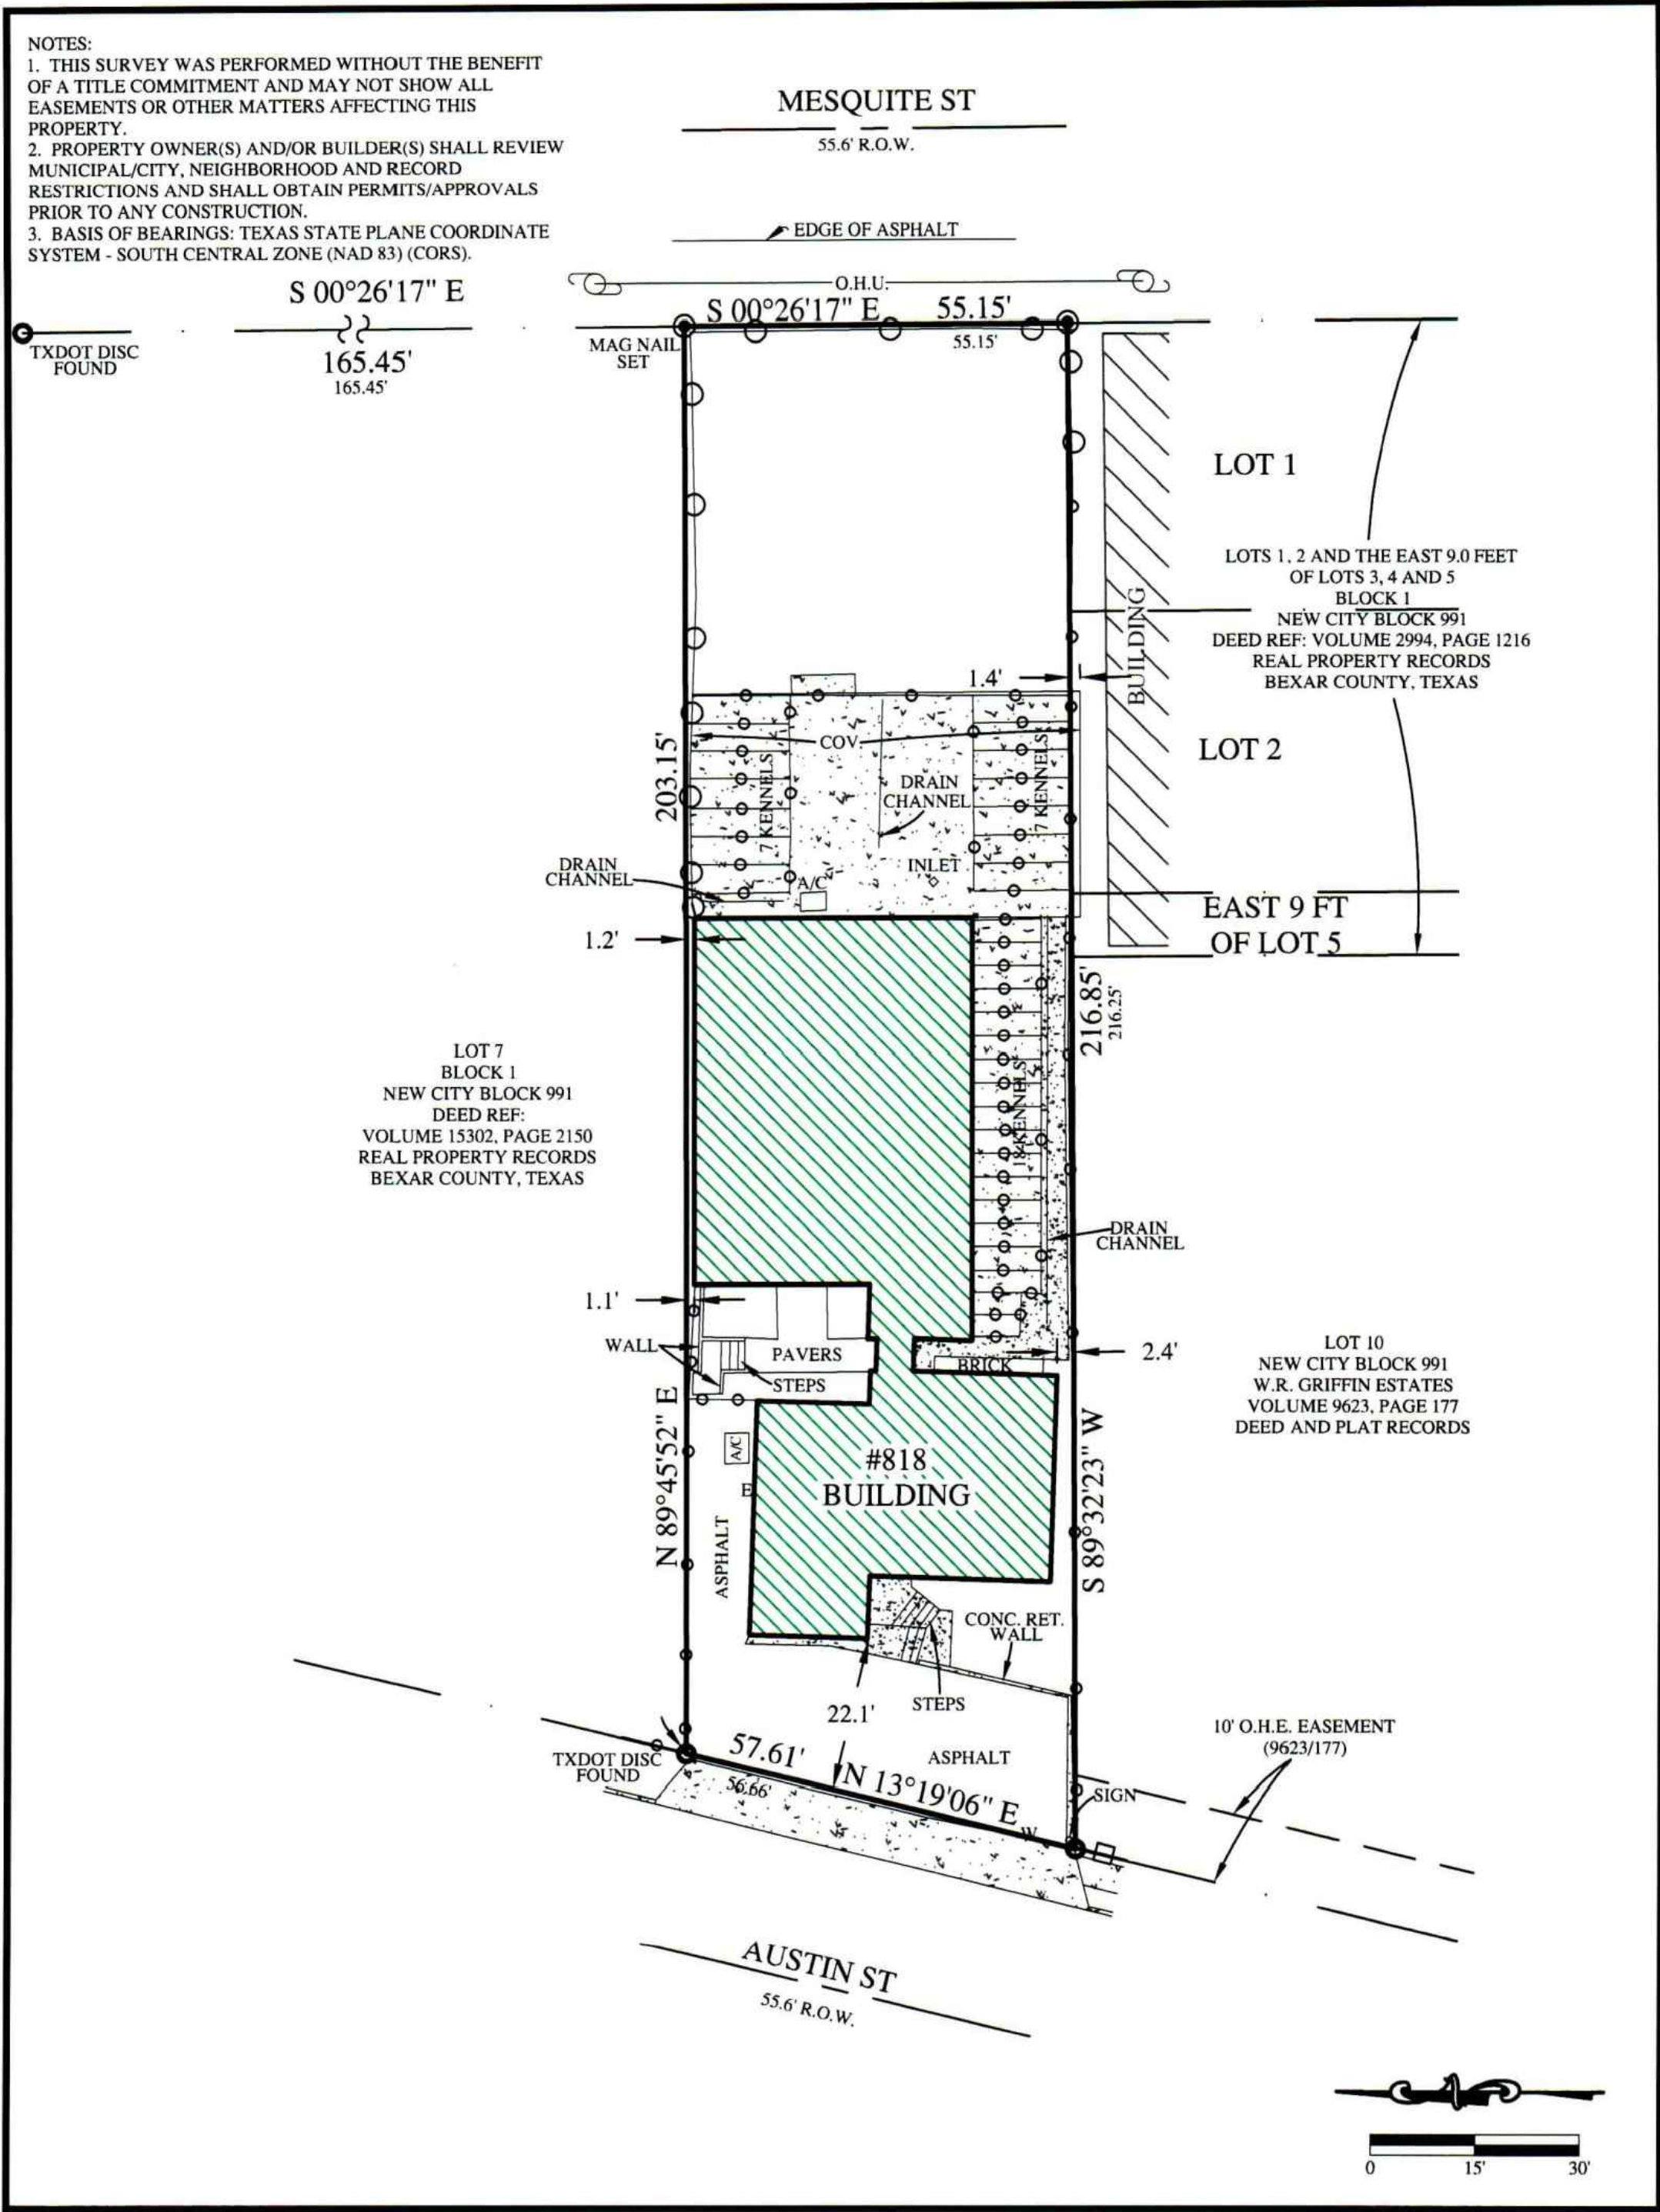 NOTES:
1. THIS SURVEY WAS PERFORMED WITHOUT THE BENEFIT
OF A TITLE COMMITMENT AND MAY NOT SHOW ALL
EASEMENTS OR OTHER MATTERS AFFECTING THIS
PROPERTY.
2. PROPERTY OWNER(S) AND/OR BUILDER(S) SHALL REVIEW
MUNICIPAL/CITY, NEIGHBORHOOD AND RECORD
RESTRICTIONS AND SHALL OBTAIN PERMITS/APPROVALS
PRIOR TO ANY CONSTRUCTION.
3. BASIS OF BEARINGS: TEXAS STATE PLANE COORDINATE
SYSTEM - SOUTH CENTRAL ZONE (NAD 83) (CORS).
MESQUITE ST
55.6' R.O.W.
EDGE OF ASPHALT
O.H.U.
S 00°26'17" E
165.45'
165.45'
TXDOT DISC
FOUND
S 00°26'17" E 55.15'
55.15'
MAG NAIL
SET
LOT 1
LOTS 1, 2 AND THE EAST 9.0 FEET
OF LOTS 3, 4 AND 5
BLOCK 1
NEW CITY BLOCK 991
DEED REF: VOLUME 2994, PAGE 1216
REAL PROPERTY RECORDS
BEXAR COUNTY, TEXAS
BUILDING
1.4'
LOT 2
203.15'
COV.
7 KENNELS
DRAIN
CHANNEL
7 KENNELS
INLET
A/C
DRAIN
CHANNEL
EAST 9 FT
OF LOT 5
1.2'
216.85'
216.25'
LOT 7
BLOCK 1
NEW CITY BLOCK 991
DEED REF:
VOLUME 15302, PAGE 2150
REAL PROPERTY RECORDS
BEXAR COUNTY, TEXAS
18 KENNELS
DRAIN
CHANNEL
1.1'
WALL
PAVERS
STEPS
BRICK
2.4'
LOT 10
NEW CITY BLOCK 991
W.R. GRIFFIN ESTATES
VOLUME 9623, PAGE 177
DEED AND PLAT RECORDS
N 89°45'52" E
A/C
E
ASPHALT
#818
BUILDING
S 89°32'23" W
CONC. RET.
WALL
STEPS
22.1'
10' O.H.E. EASEMENT
(9623/177)
TXDOT DISC
FOUND
57.61'
56.66'
N 13°19'06" E
ASPHALT
SIGN
W
AUSTIN ST
55.6' R.O.W.
0 15' 30'